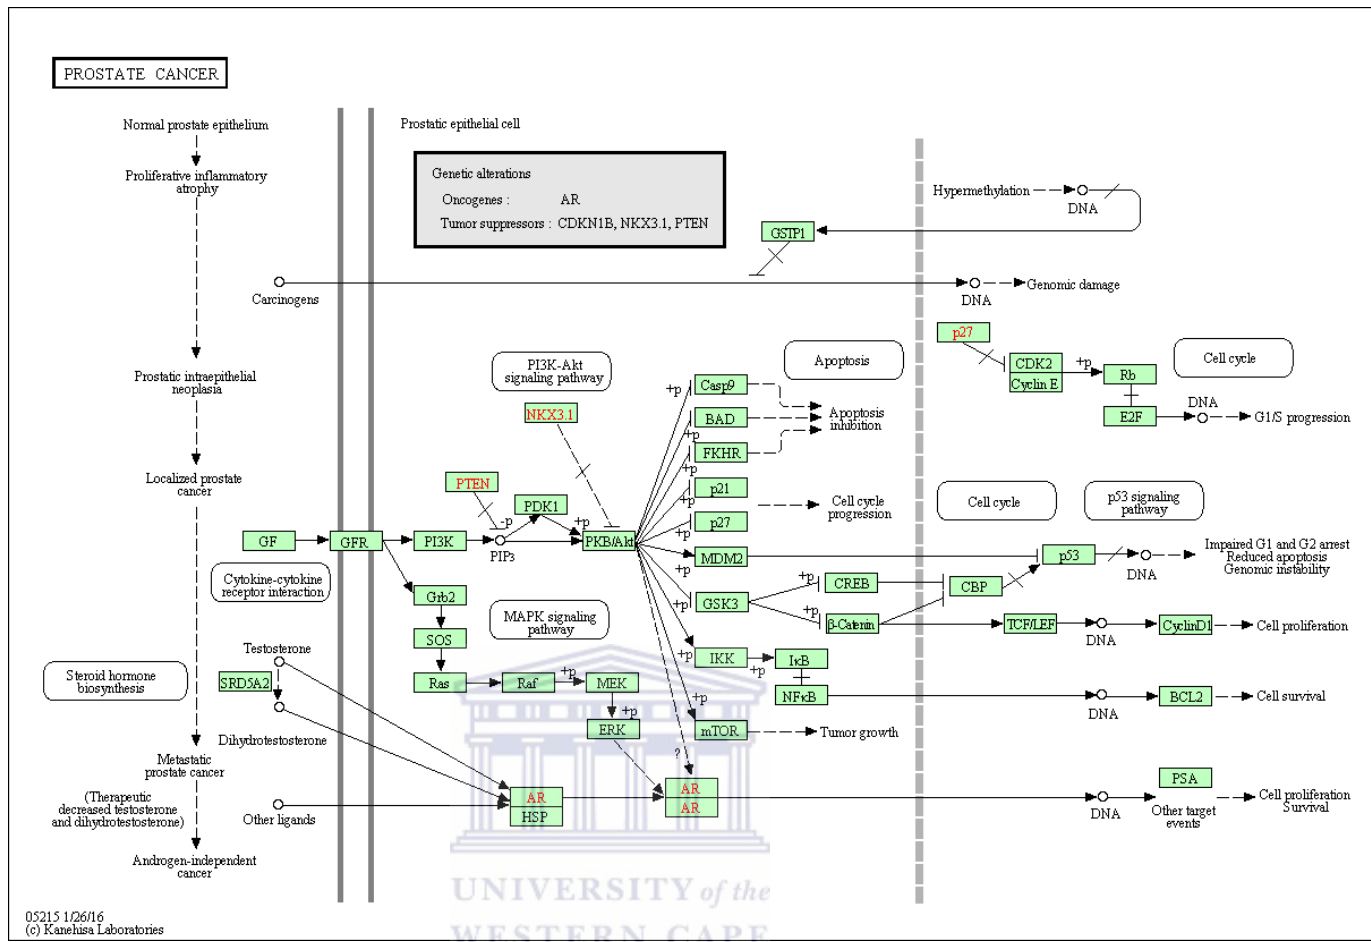 PROSTATE CANCER
Normal prostate epithelium
Proliferative inflammatory
atrophy
Prostatic intraepithelial
neoplasia
Localized prostate
cancer
Metastatic
prostate cancer
(Therapeutic
decreased testosterone
and dihydrotestosterone)
Androgen-independent
cancer
Prostatic epithelial cell
Genetic alterations
Oncogenes : AR
Tumor suppressors : CDKN1B, NKX3.1, PTEN
Hypermethylation
DNA
GSTP1
Carcinogens
DNA
Genomic damage
p27
CDK2
Cyclin E
+p
Rb
E2F
DNA
G1/S progression
Cell cycle
PI3K-Akt
signaling pathway
Apoptosis
NKX3.1
PTEN
-p
PDK1
+p
GF
GFR
PI3K
PIP3
PKB/Akt
+p
Casp9
BAD
+p
FKHR
+p
p21
+p
p27
+p
MDM2
+p
GSK3
+p
IKK
+p
mTOR
+p
Apoptosis
inhibition
Cell cycle
progression
Cell cycle
p53 signaling
pathway
p53
DNA
Impaired G1 and G2 arrest
Reduced apoptosis
Genomic instability
+p
CREB
CBP
+p
β-Catenin
TCF/LEF
DNA
CyclinD1
Cell proliferation
+p
IκB
NFκB
DNA
BCL2
Cell survival
Tumor growth
Cytokine-cytokine
receptor interaction
Grb2
SOS
Ras
Raf
+p
MEK
+p
ERK
MAPK signaling
pathway
Steroid hormone
biosynthesis
Testosterone
SRD5A2
Dihydrotestosterone
Other ligands
AR
HSP
?
AR
AR
DNA
PSA
Other target
events
Cell proliferation
Survival
UNIVERSITY of the
WESTERN CAPE
05215 1/26/16
(c) Kanehisa Laboratories